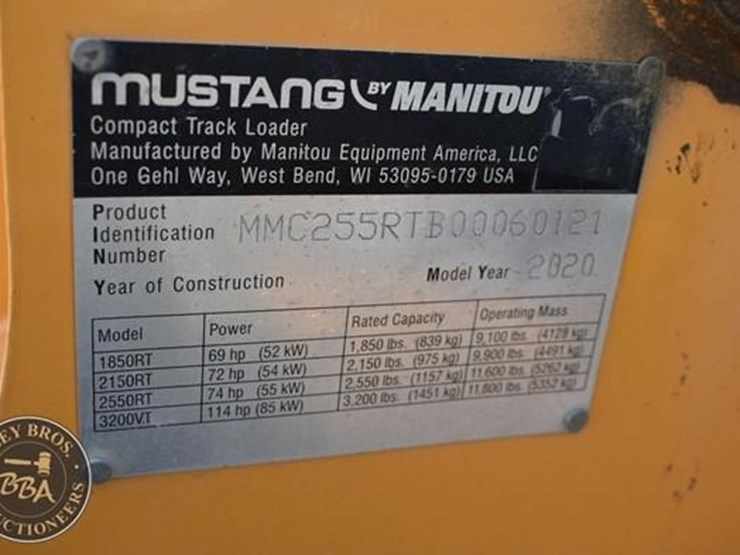 MUSTANG BY MANITOU
Compact Track Loader
Manufactured by Manitou Equipment America, LLC
One Gehl Way, West Bend, WI 53095-0179 USA
Product
Identification MMC255RTB00060121
Number
Year of Construction Model Year 2020
Model Power Rated Capacity Operating Mass
1850RT 69 hp (52 kW) 1,850 lbs. (839 kg) 9,100 lbs. (4128 kg)
2150RT 72 hp (54 kW) 2,150 lbs. (975 kg) 9,900 lbs. (4491 kg)
2550RT 74 hp (55 kW) 2,550 lbs. (1157 kg) 11,600 lbs. (5262 kg)
3200VT 114 hp (85 kW) 3,200 lbs. (1451 kg) 11,800 lbs. (5352 kg)
EY BROS.
BBA
CTIONEERS